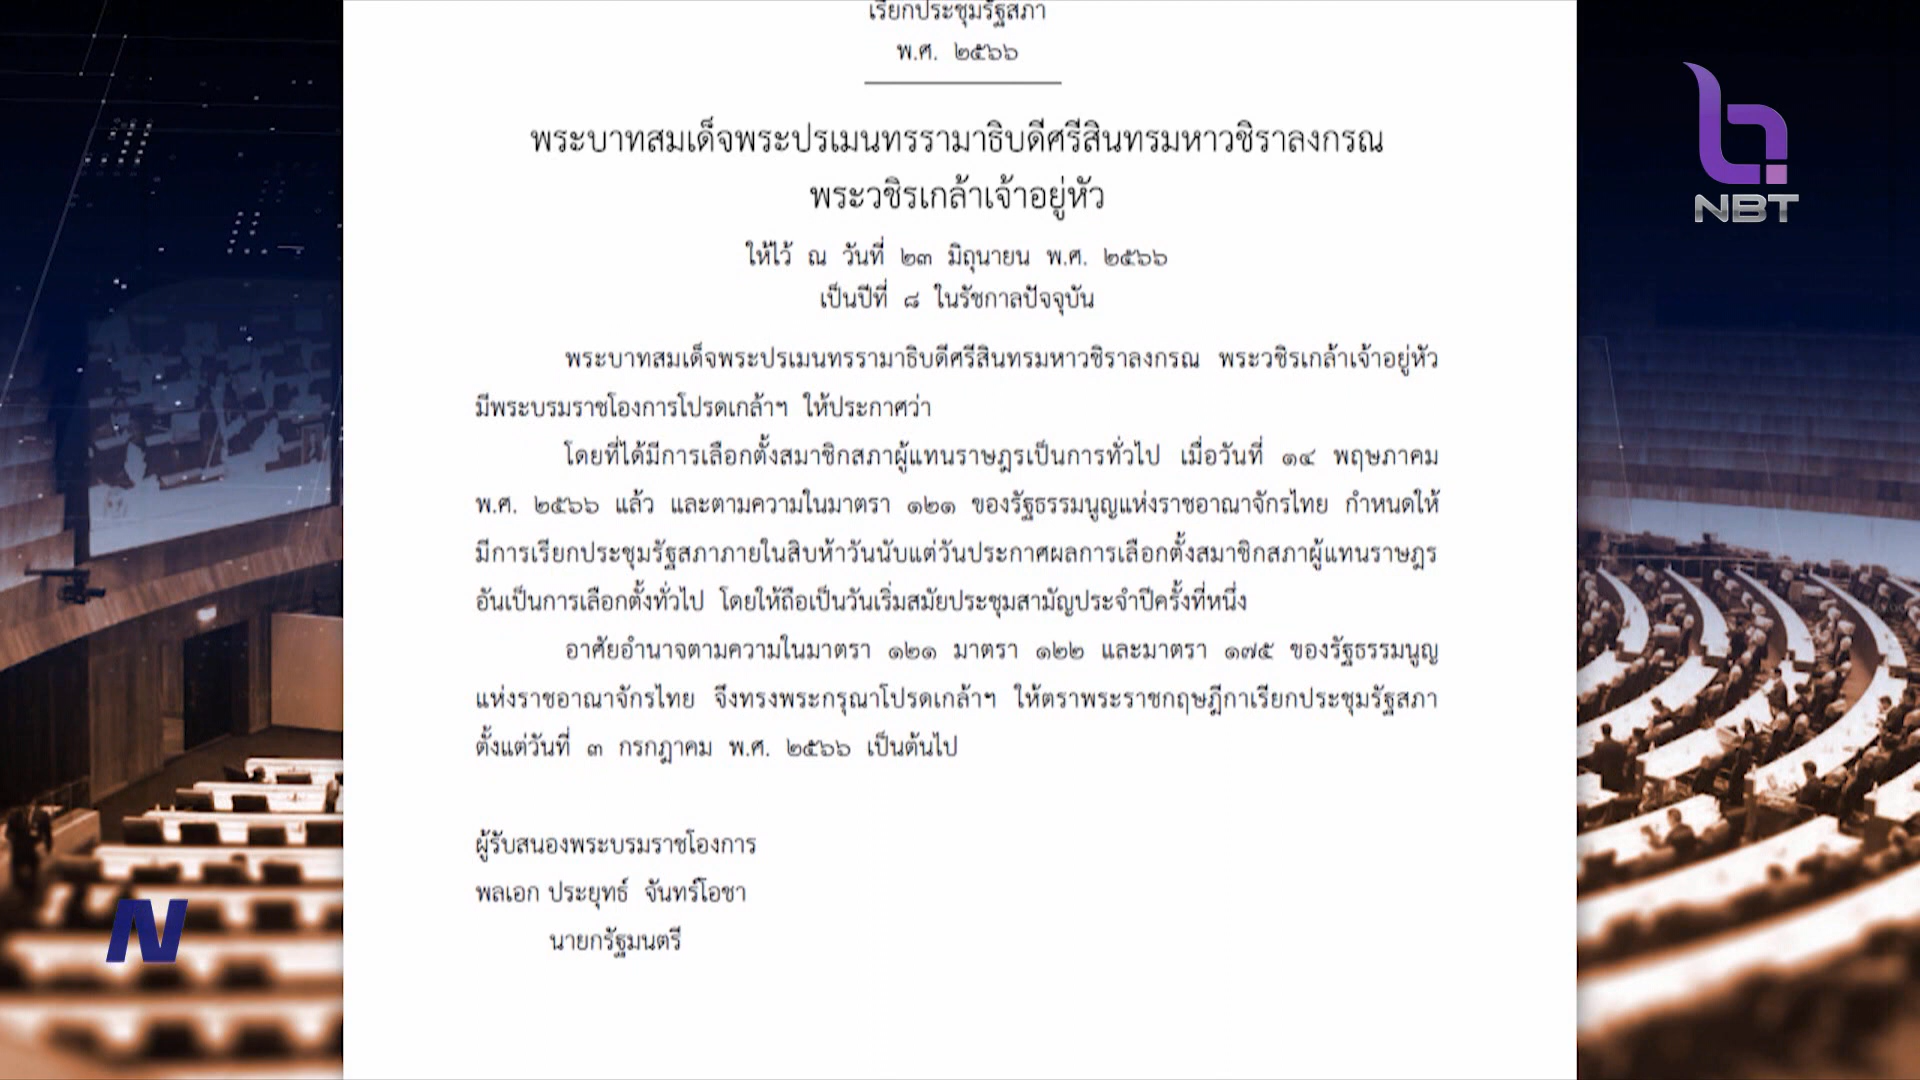 เรียกประชุมรัฐสภา
พ.ศ. ๒๕๖๖
พระบาทสมเด็จพระปรเมนทรรามาธิบดีศรีสินทรมหาวชิราลงกรณ
พระวชิรเกล้าเจ้าอยู่หัว
ให้ไว้ ณ วันที่ ๒๓ มิถุนายน พ.ศ. ๒๕๖๖
เป็นปีที่ ๘ ในรัชกาลปัจจุบัน
พระบาทสมเด็จพระปรเมนทรรามาธิบดีศรีสินทรมหาวชิราลงกรณ พระวชิรเกล้าเจ้าอยู่หัว
มีพระบรมราชโองการโปรดเกล้าฯ ให้ประกาศว่า
โดยที่ได้มีการเลือกตั้งสมาชิกสภาผู้แทนราษฎรเป็นการทั่วไป เมื่อวันที่ ๑๔ พฤษภาคม
พ.ศ. ๒๕๖๖ แล้ว และตามความในมาตรา ๑๒๑ ของรัฐธรรมนูญแห่งราชอาณาจักรไทย กำหนดให้
มีการเรียกประชุมรัฐสภาภายในสิบห้าวันนับแต่วันประกาศผลการเลือกตั้งสมาชิกสภาผู้แทนราษฎร
อันเป็นการเลือกตั้งทั่วไป โดยให้ถือเป็นวันเริ่มสมัยประชุมสามัญประจำปีครั้งที่หนึ่ง
อาศัยอำนาจตามความในมาตรา ๑๒๑ มาตรา ๑๒๒ และมาตรา ๑๗๕ ของรัฐธรรมนูญ
แห่งราชอาณาจักรไทย จึงทรงพระกรุณาโปรดเกล้าฯ ให้ตราพระราชกฤษฎีกาเรียกประชุมรัฐสภา
ตั้งแต่วันที่ ๓ กรกฎาคม พ.ศ. ๒๕๖๖ เป็นต้นไป
ผู้รับสนองพระบรมราชโองการ
พลเอก ประยุทธ์ จันทร์โอชา
นายกรัฐมนตรี
NBT
N